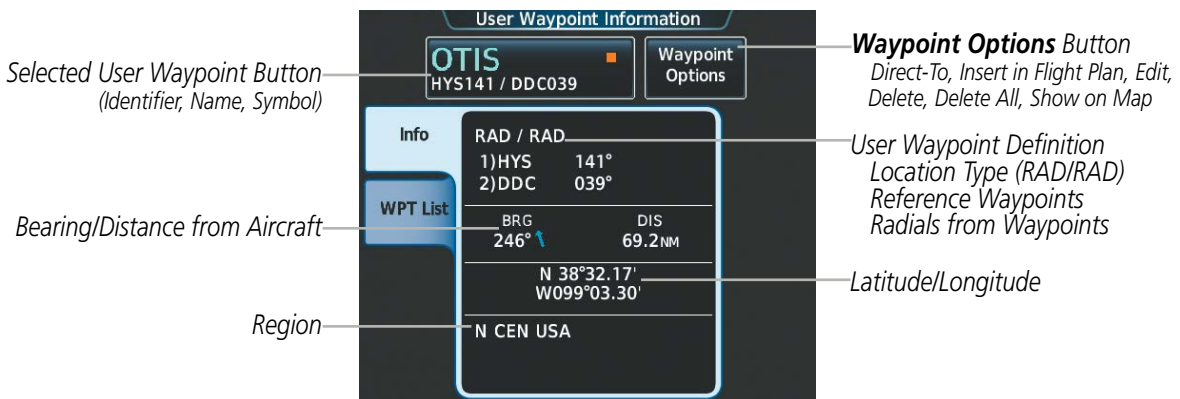 User Waypoint Information
OTIS
HYS141 / DDC039
Waypoint
Options
Selected User Waypoint Button
(Identifier, Name, Symbol)
Waypoint Options Button
Direct-To, Insert in Flight Plan, Edit,
Delete, Delete All, Show on Map
Info
WPT List
RAD / RAD
1)HYS 141°
2)DDC 039°
User Waypoint Definition
Location Type (RAD/RAD)
Reference Waypoints
Radials from Waypoints
Bearing/Distance from Aircraft
BRG DIS
246° 69.2NM
N 38°32.17'
W099°03.30'
Latitude/Longitude
Region
N CEN USA